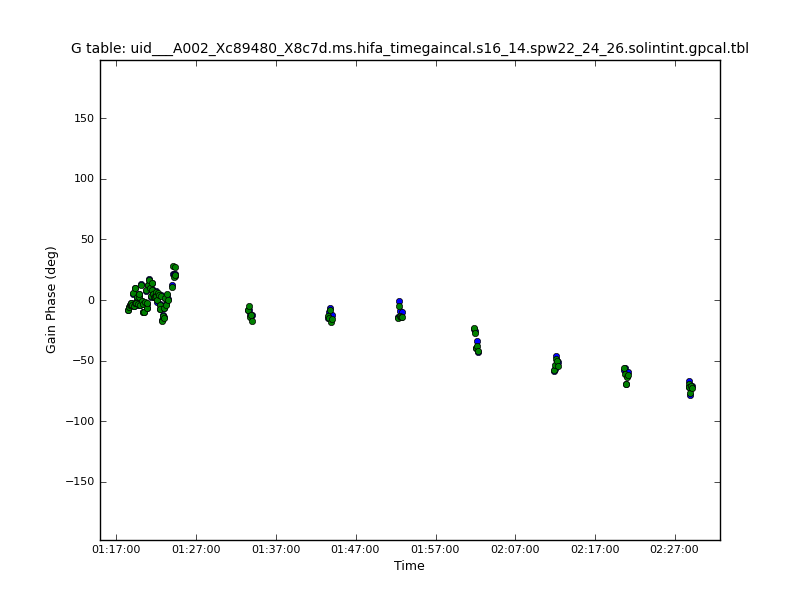 G table: uid___A002_Xc89480_X8c7d.ms.hifa_timegaincal.s16_14.spw22_24_26.solintint.gpcal.tbl
150
100
50
0
−50
−100
−150
Gain Phase (deg)
01:17:00 01:27:00 01:37:00 01:47:00 01:57:00 02:07:00 02:17:00 02:27:00
Time